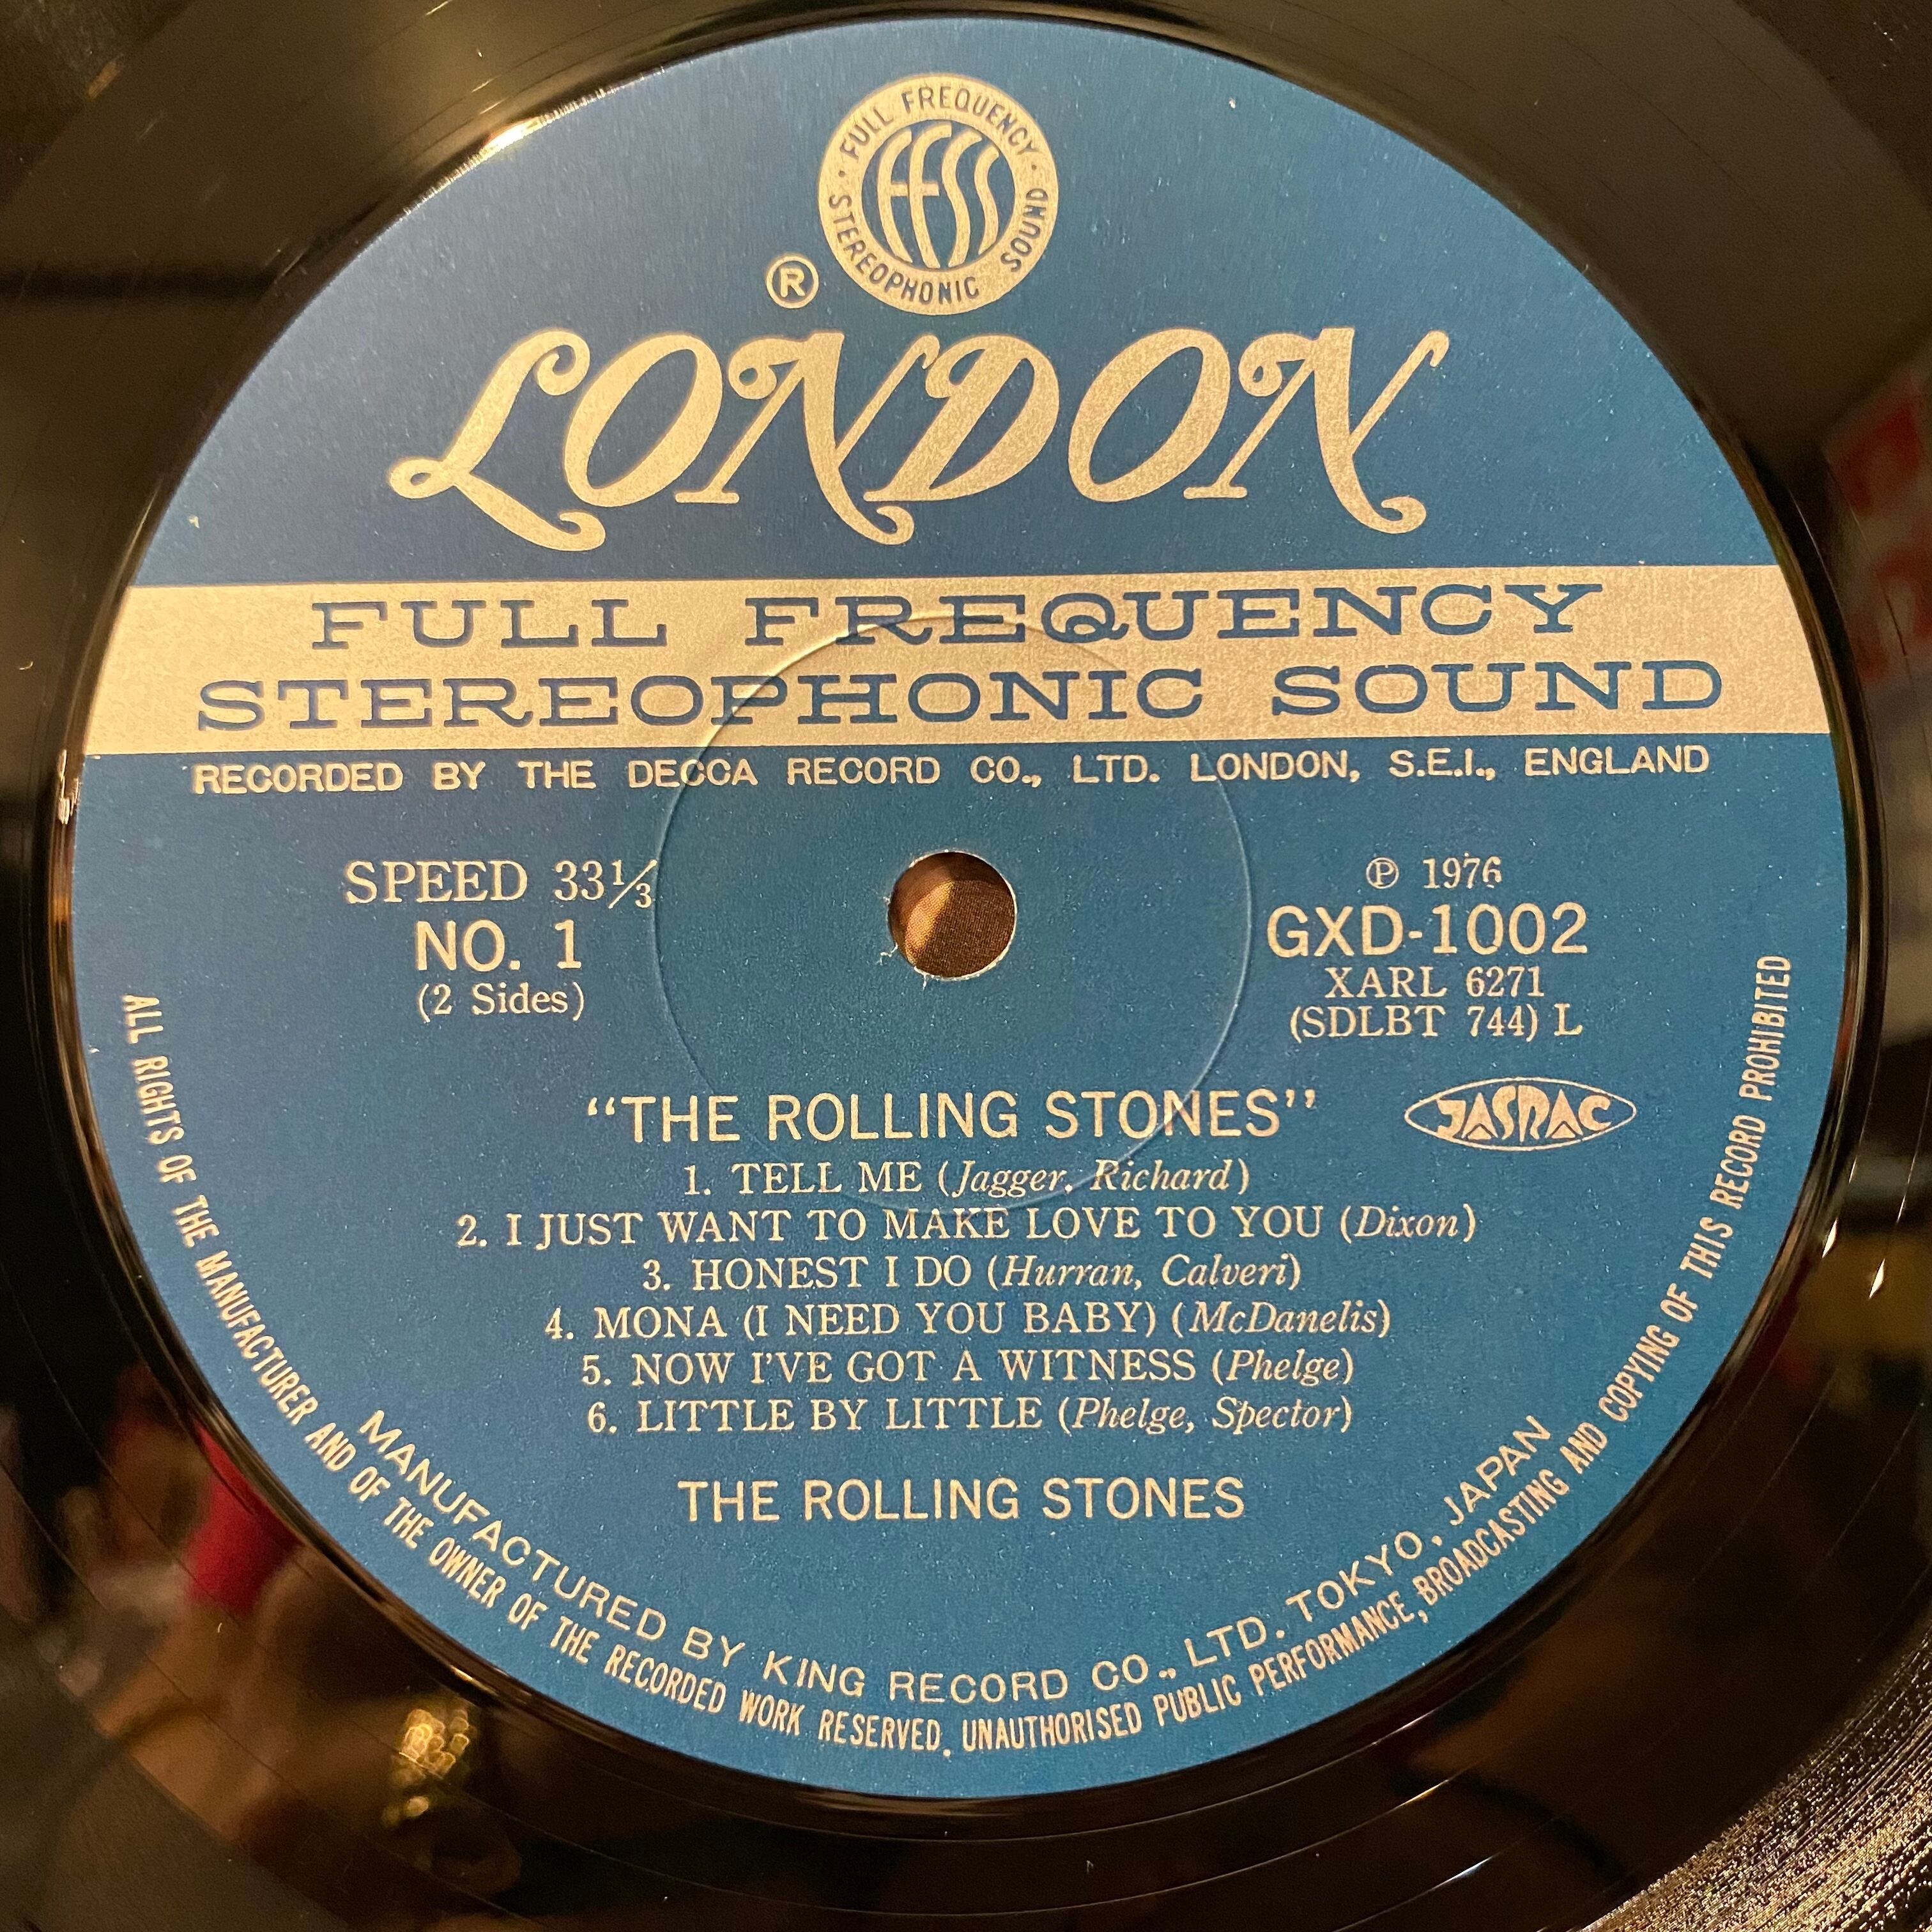 FULL FREQUENCY
STEREOPHONIC SOUND
FFSS
®
LONDON
FULL FREQUENCY
STEREOPHONIC SOUND
RECORDED BY THE DECCA RECORD CO., LTD. LONDON, S.E.I., ENGLAND
SPEED 33⅓
NO. 1
(2 Sides)
℗ 1976
GXD-1002
XARL 6271
(SDLBT 744) L
JASRAC
"THE ROLLING STONES"
1. TELL ME (Jagger, Richard)
2. I JUST WANT TO MAKE LOVE TO YOU (Dixon)
3. HONEST I DO (Hurran, Calveri)
4. MONA (I NEED YOU BABY) (McDanelis)
5. NOW I'VE GOT A WITNESS (Phelge)
6. LITTLE BY LITTLE (Phelge, Spector)
THE ROLLING STONES
MANUFACTURED BY KING RECORD CO., LTD. TOKYO, JAPAN
ALL RIGHTS OF THE MANUFACTURER AND OF THE OWNER OF THE RECORDED WORK RESERVED. UNAUTHORISED PUBLIC PERFORMANCE, BROADCASTING AND COPYING OF THIS RECORD PROHIBITED